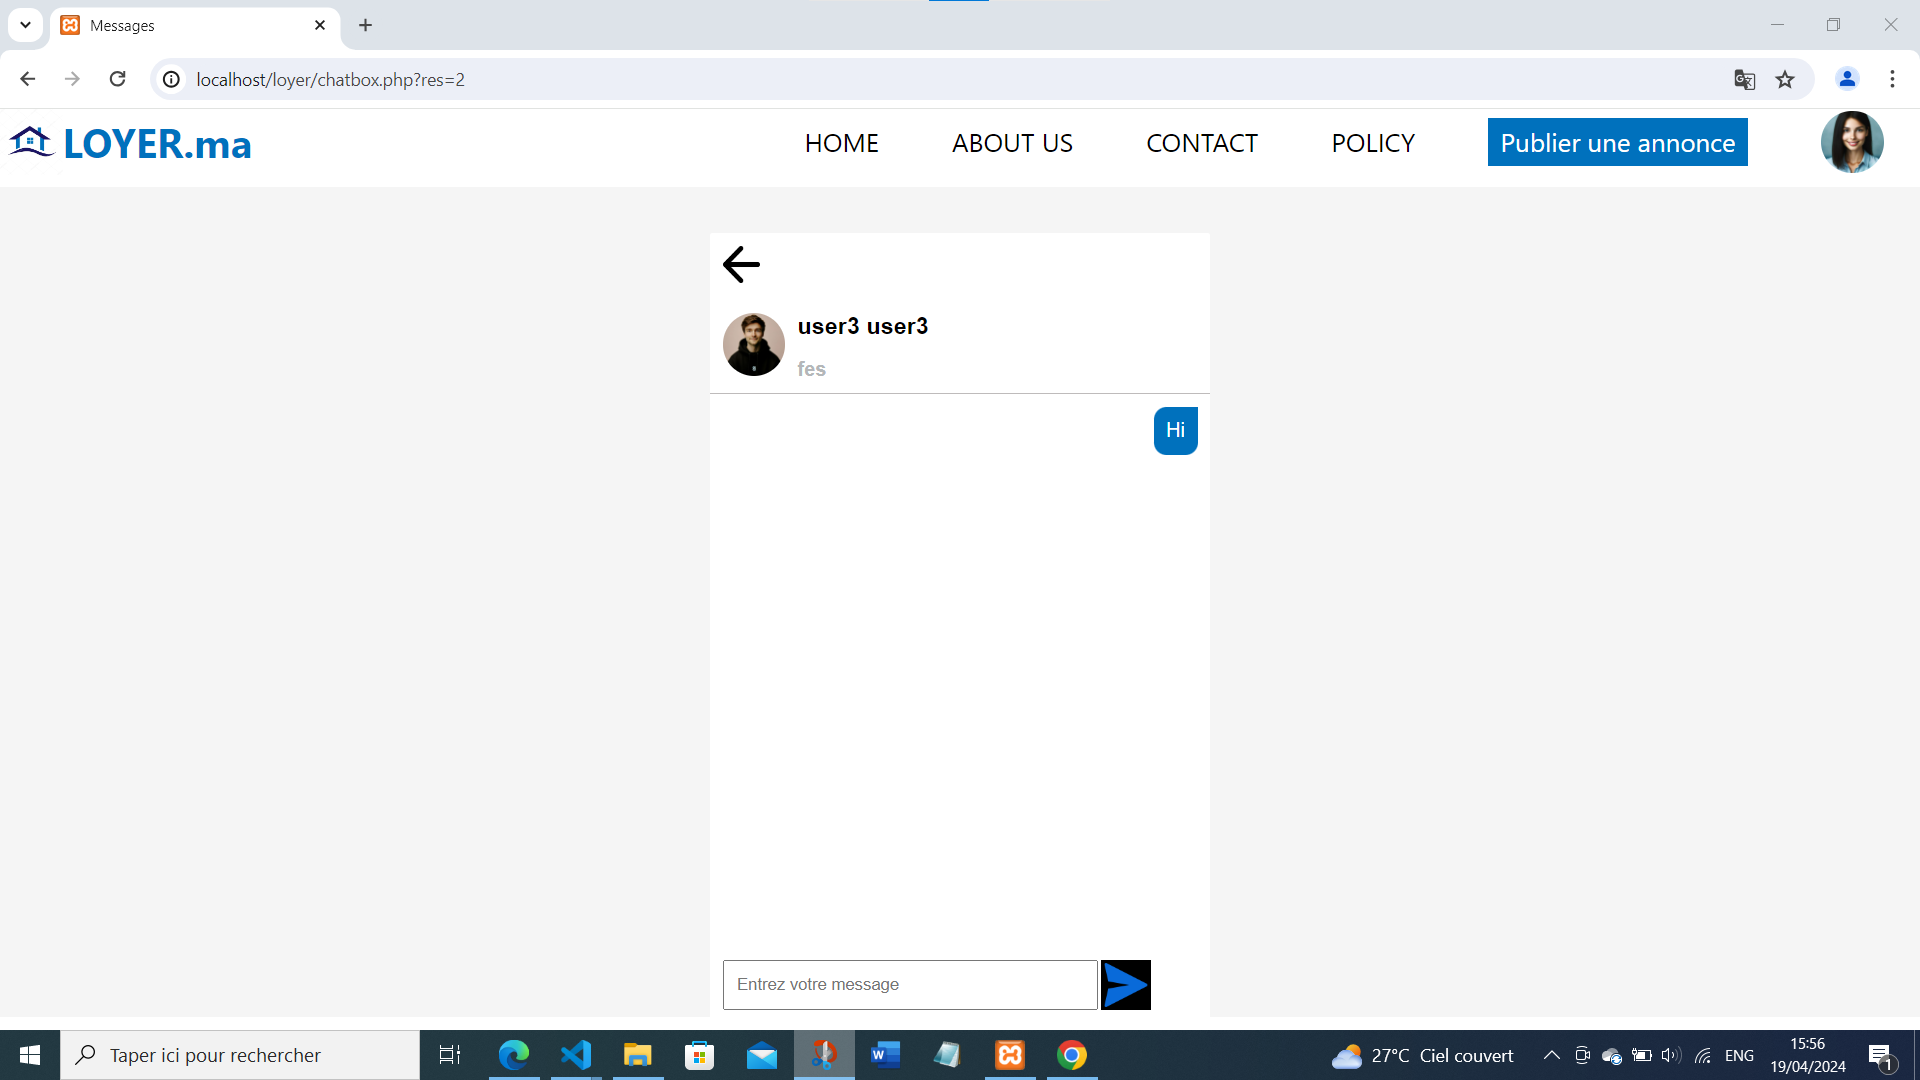 Messages
localhost/loyer/chatbox.php?res=2
LOYER.ma
HOME
ABOUT US
CONTACT
POLICY
Publier une annonce
user3 user3
fes
Hi
Entrez votre message
Taper ici pour rechercher
27°C Ciel couvert
ENG
15:56
19/04/2024
1